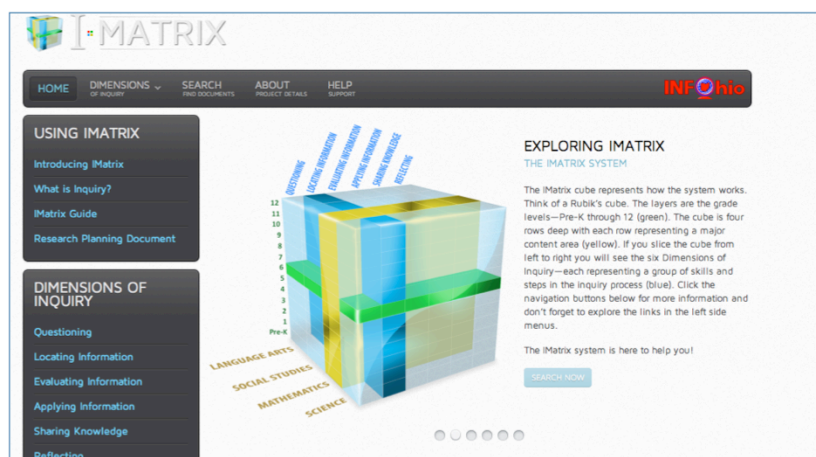 I-MATRIX
HOME
DIMENSIONS
OF INQUIRY
SEARCH
FIND DOCUMENTS
ABOUT
PROJECT DETAILS
HELP
SUPPORT
INFOhio
USING IMATRIX
Introducing IMatrix
What is Inquiry?
IMatrix Guide
Research Planning Document
DIMENSIONS OF
INQUIRY
Questioning
Locating Information
Evaluating Information
Applying Information
Sharing Knowledge
Reflecting
QUESTIONING
LOCATING INFORMATION
EVALUATING INFORMATION
APPLYING INFORMATION
SHARING KNOWLEDGE
REFLECTING
12
11
10
9
8
7
6
5
4
3
2
1
Pre-K
LANGUAGE ARTS
SOCIAL STUDIES
MATHEMATICS
SCIENCE
EXPLORING IMATRIX
THE IMATRIX SYSTEM
The IMatrix cube represents how the system works.
Think of a Rubik's cube. The layers are the grade
levels—Pre-K through 12 (green). The cube is four
rows deep with each row representing a major
content area (yellow). If you slice the cube from
left to right you will see the six Dimensions of
Inquiry—each representing a group of skills and
steps in the inquiry process (blue). Click the
navigation buttons below for more information and
don't forget to explore the links in the left side
menus.
The IMatrix system is here to help you!
SEARCH NOW